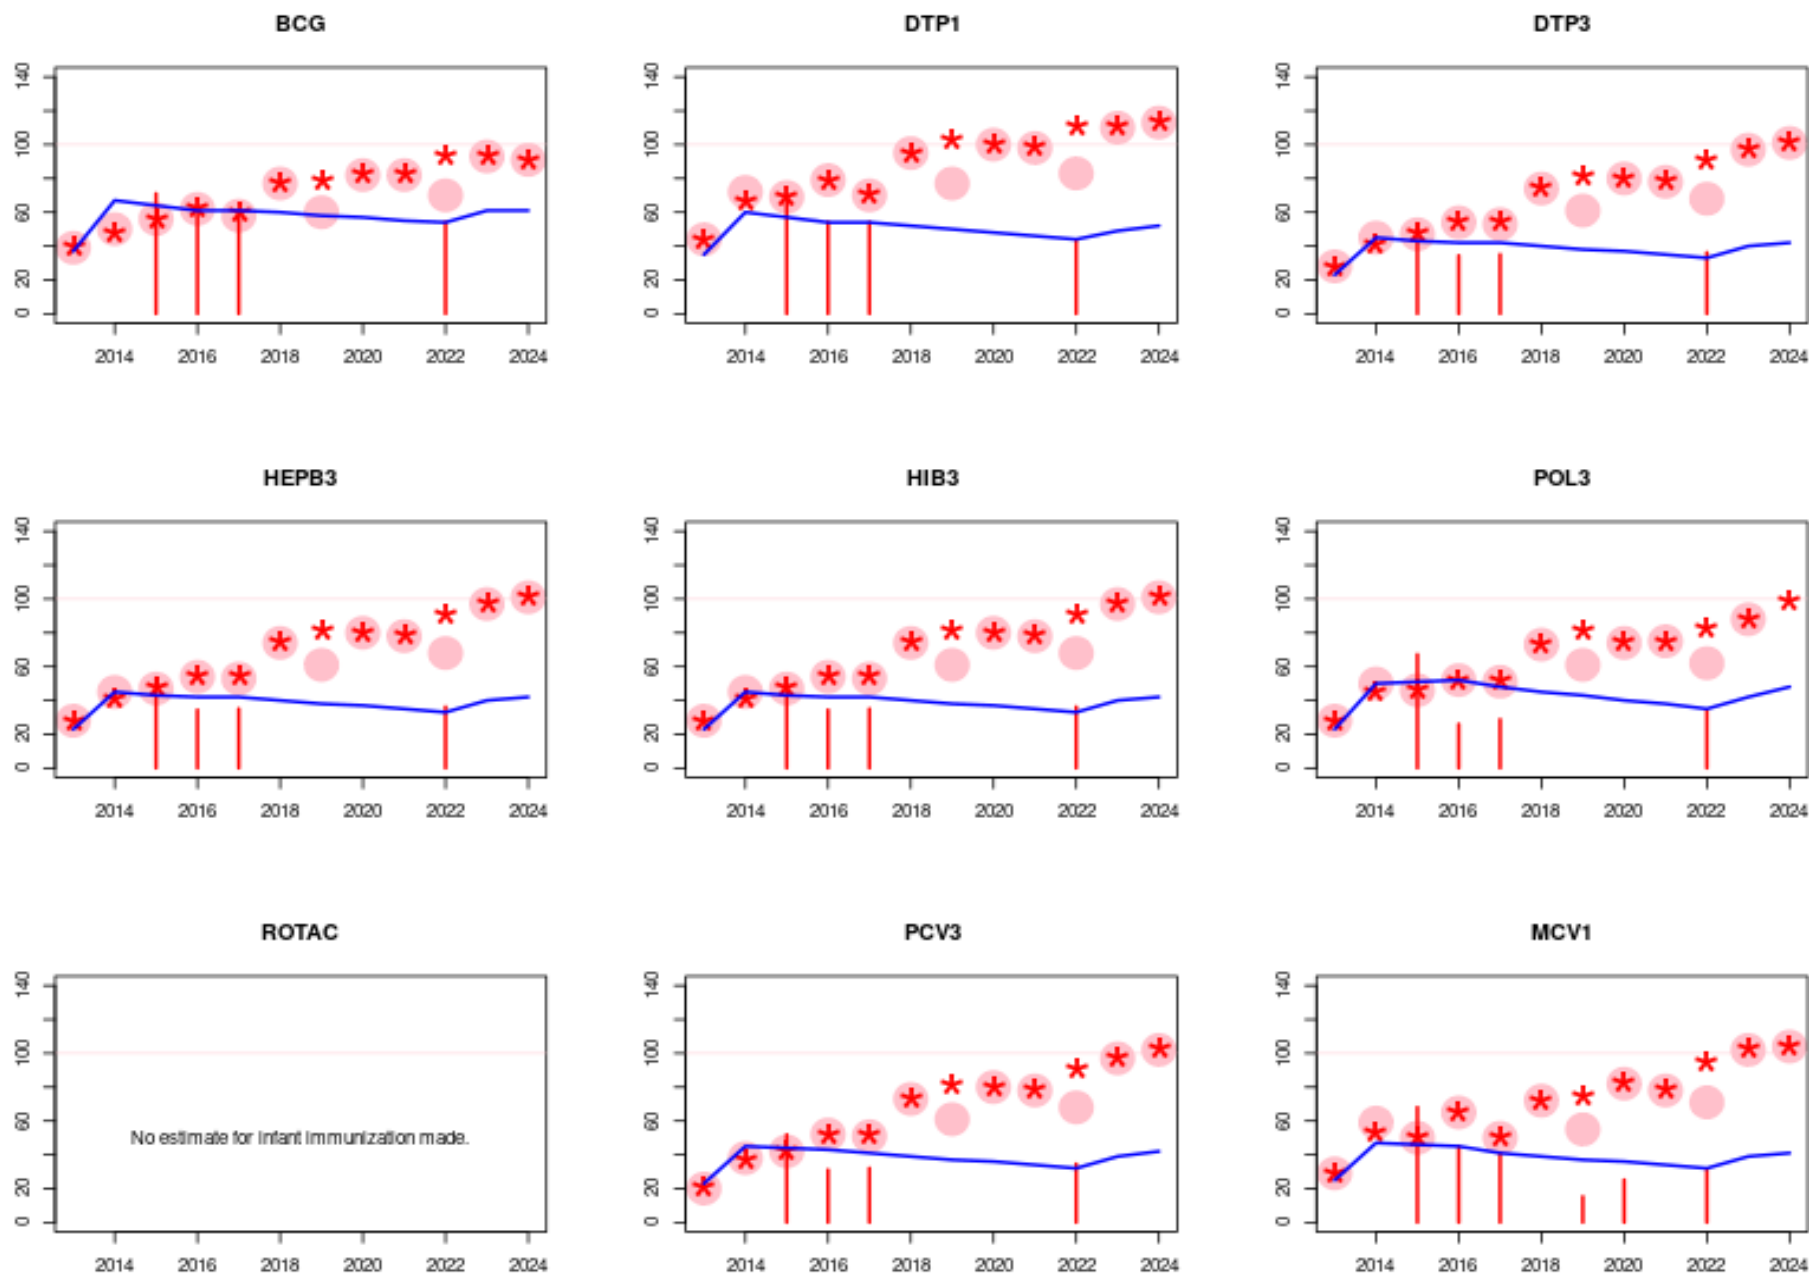 BCG
DTP1
DTP3
0 20 60 100 140
0 20 60 100 140
0 20 60 100 140
2014 2016 2018 2020 2022 2024
2014 2016 2018 2020 2022 2024
2014 2016 2018 2020 2022 2024
HEPB3
HIB3
POL3
0 20 60 100 140
0 20 60 100 140
0 20 60 100 140
2014 2016 2018 2020 2022 2024
2014 2016 2018 2020 2022 2024
2014 2016 2018 2020 2022 2024
ROTAC
PCV3
MCV1
0 20 60 100 140
No estimate for infant immunization made.
0 20 60 100 140
0 20 60 100 140
2014 2016 2018 2020 2022 2024
2014 2016 2018 2020 2022 2024
2014 2016 2018 2020 2022 2024